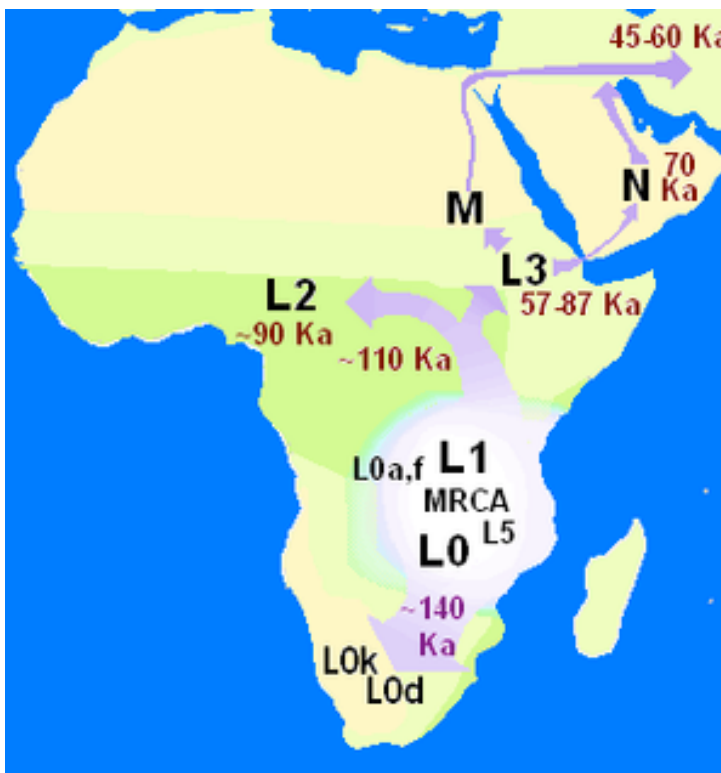 45-60 Ka
70
Ka
N
M
L3
57-87 Ka
L2
~90 Ka
~110 Ka
L0a,f L1
MRCA
L5
L0
~140
Ka
L0k
L0d